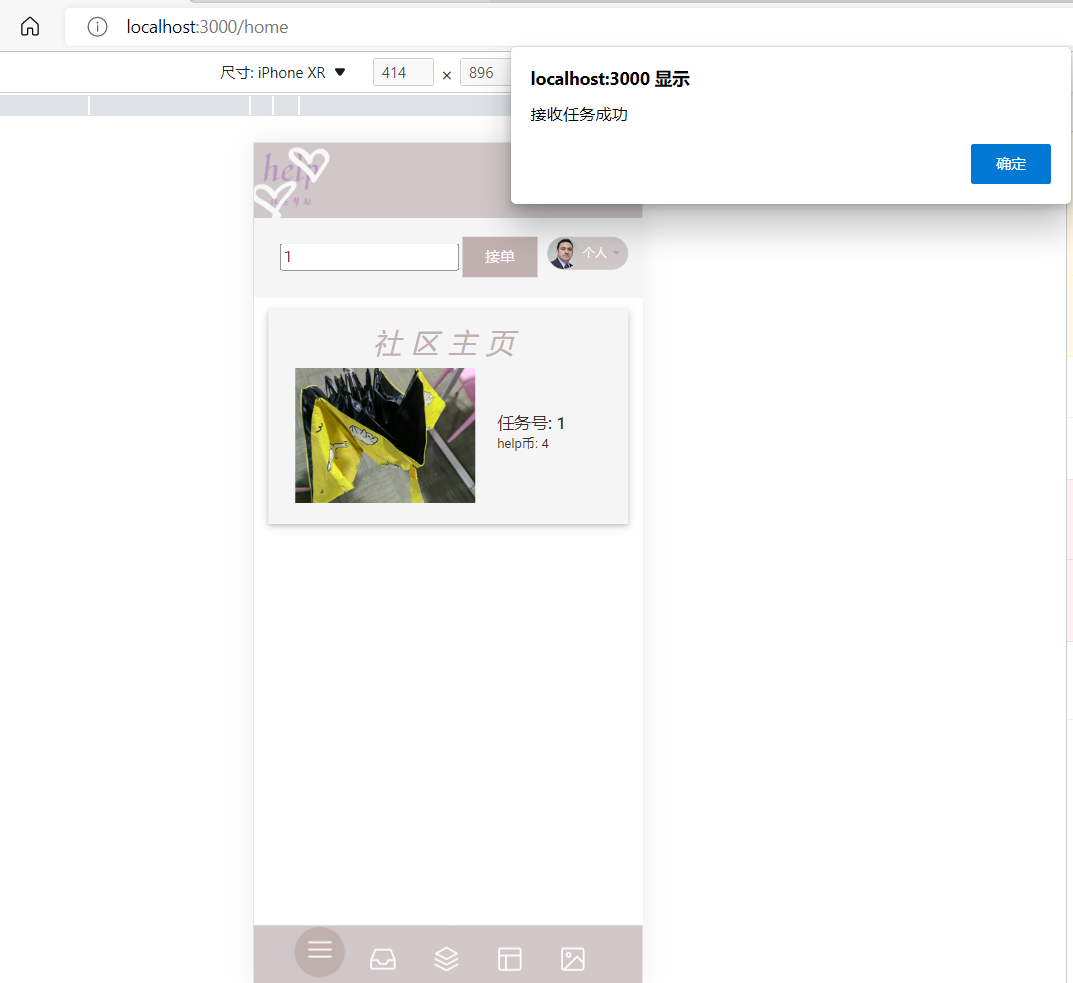 localhost:3000/home
尺寸: iPhone XR
414 × 896
localhost:3000 显示
接收任务成功
确定
help
1
接单
个人
社区主页
任务号: 1
help币: 4